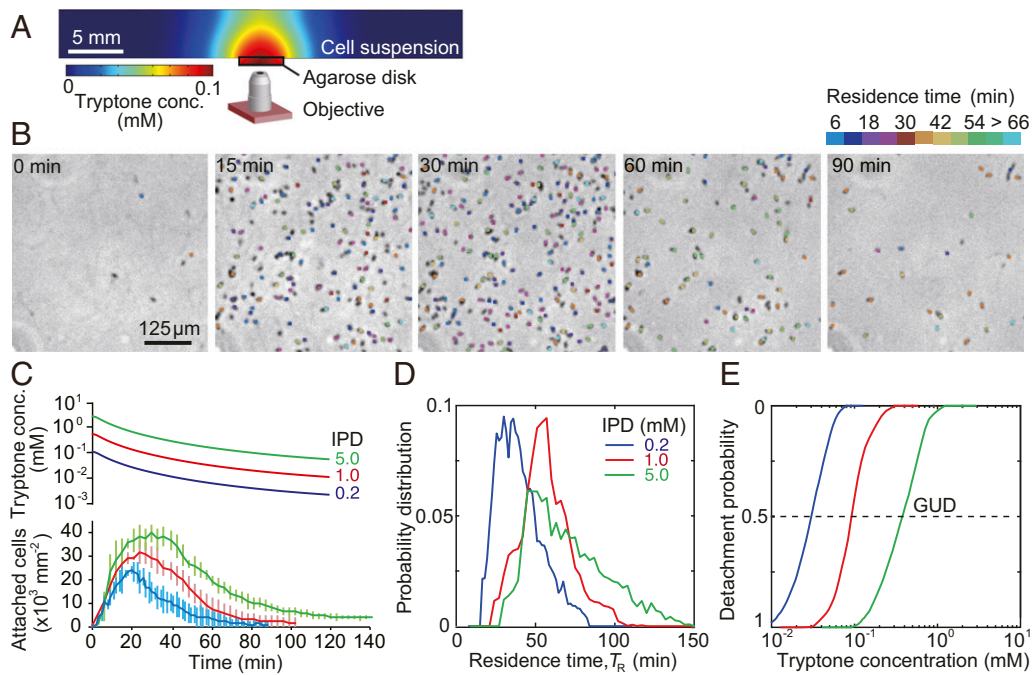 A
5 mm
Cell suspension
Agarose disk
0
0.1
Tryptone conc.
(mM)
Objective
Residence time (min)
6 18 30 42 54 > 66
B
0 min
15 min
30 min
60 min
90 min
125 µm
C
Tryptone conc.
(mM)
10¹
10⁰
10⁻¹
10⁻²
10⁻³
IPD
5.0
1.0
0.2
Attached cells
(x10³ mm⁻²)
40
30
20
10
0
0 20 40 60 80 100 120 140
Time (min)
D
Probability distribution
0.1
0.05
0
IPD (mM)
0.2
1.0
5.0
0 50 100 150
Residence time, T_R (min)
E
Detachment probability
0
0.5
1
GUD
10⁻² 10⁻¹ 10⁰ 10¹
Tryptone concentration (mM)